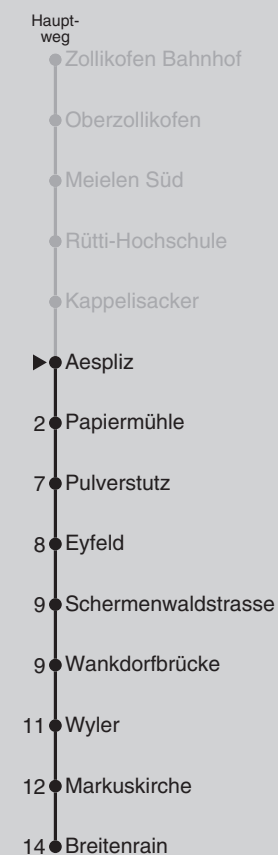 Haupt-
weg
Zollikofen Bahnhof
Oberzollikofen
Meielen Süd
Rütti-Hochschule
Kappelisacker
Aespliz
2 Papiermühle
7 Pulverstutz
8 Eyfeld
9 Schermenwaldstrasse
9 Wankdorfbrücke
11 Wyler
12 Markuskirche
14 Breitenrain